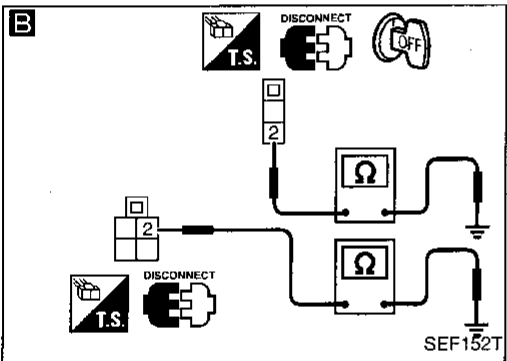 B
DISCONNECT
T.S.
OFF
2
Ω
2
Ω
DISCONNECT
T.S.
SEF152T